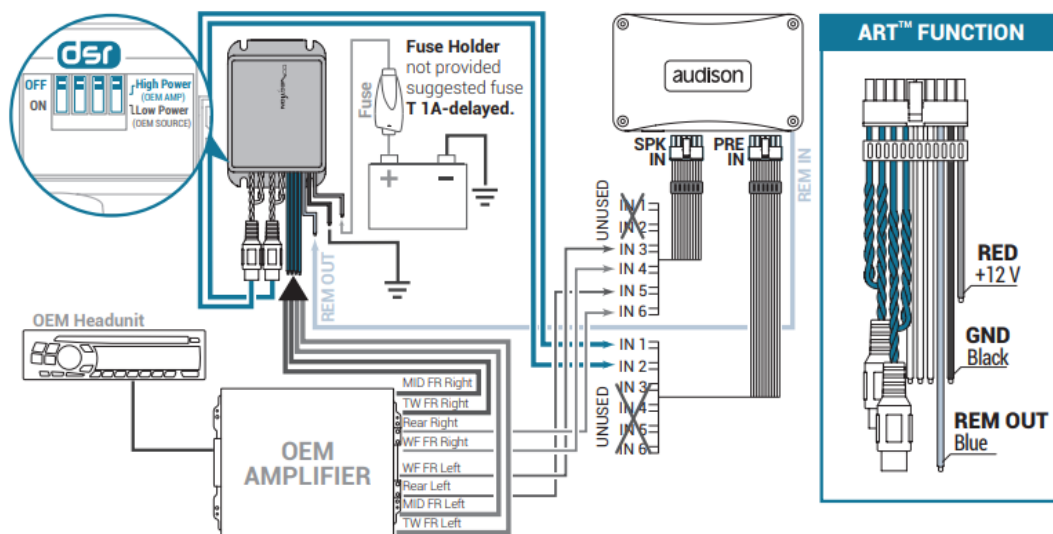 dsr
OFF
ON
High Power
(OEM AMP)
Low Power
(OEM SOURCE)
Fuse Holder
not provided
suggested fuse
T 1A-delayed.
Fuse
+
-
audison
SPK
IN
PRE
IN
REM IN
UNUSED
IN 1
IN 2
IN 3
IN 4
IN 5
IN 6
IN 1
IN 2
IN 3
IN 4
IN 5
IN 6
UNUSED
REM OUT
OEM Headunit
OEM
AMPLIFIER
MID FR Right
TW FR Right
Rear Right
WF FR Right
WF FR Left
Rear Left
MID FR Left
TW FR Left
ART™ FUNCTION
RED
+12 V
GND
Black
REM OUT
Blue